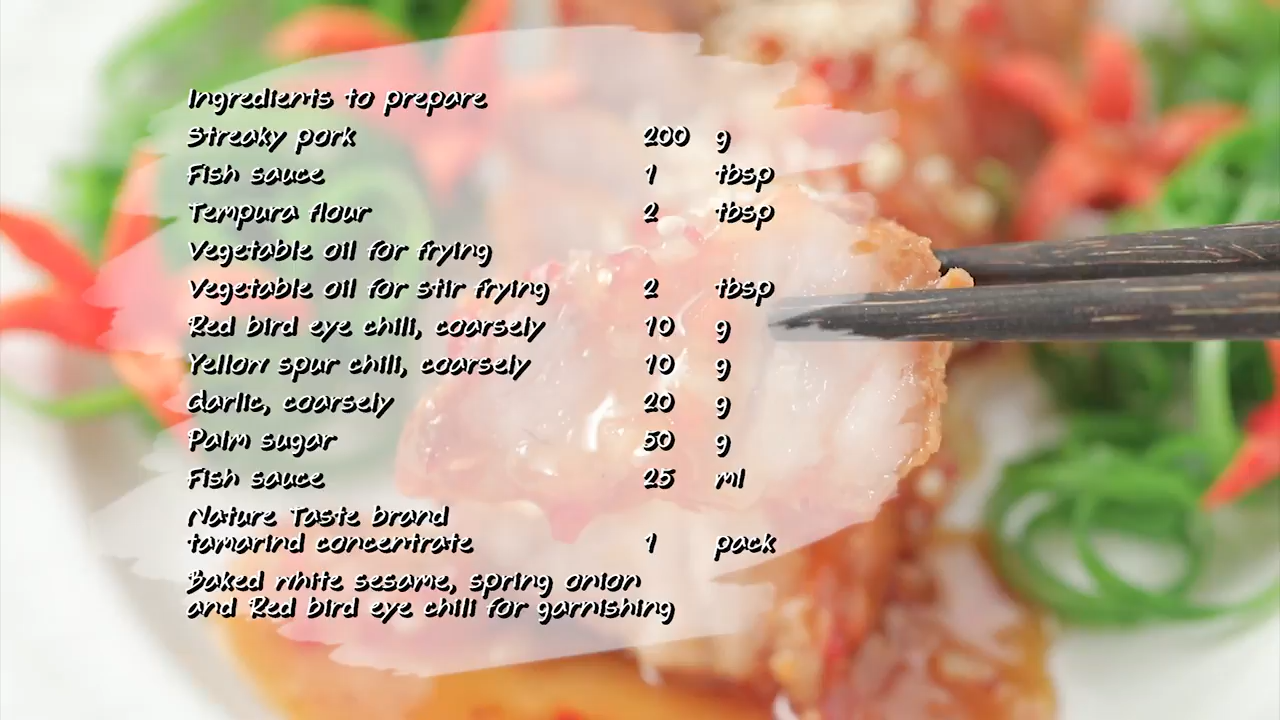 Ingredients to prepare
Streaky pork 200 g
Fish sauce 1 tbsp
Tempura flour 2 tbsp
Vegetable oil for frying
Vegetable oil for stir frying 2 tbsp
Red bird eye chili, coarsely 10 g
Yellow spur chili, coarsely 10 g
Garlic, coarsely 20 g
Palm sugar 50 g
Fish sauce 25 ml
Nature Taste brand
tamarind concentrate 1 pack
Baked white sesame, spring onion
and Red bird eye chili for garnishing